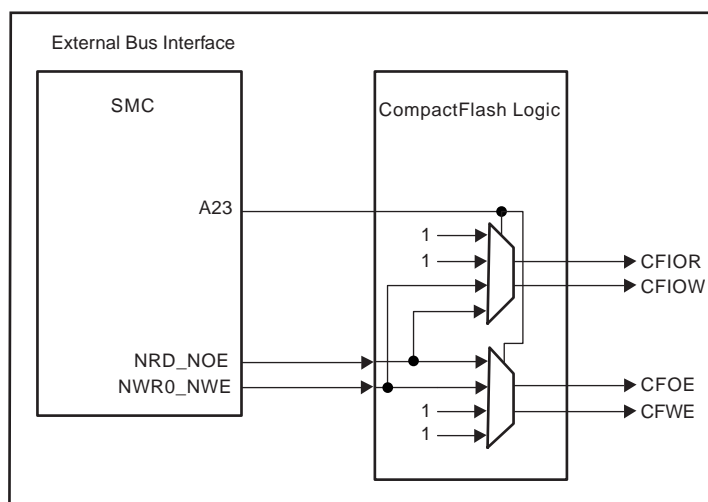 External Bus Interface
SMC
CompactFlash Logic
A23
1
1
CFIOR
CFIOW
NRD_NOE
NWR0_NWE
1
1
CFOE
CFWE